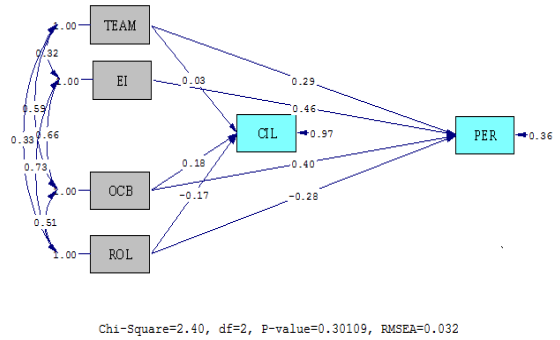 1.00
TEAM
0.32
1.00
EI
0.03
0.29
0.59
0.46
CIL
0.97
PER
0.36
0.33
0.66
0.73
0.18
0.40
1.00
OCB
-0.17
-0.28
0.51
1.00
ROL
Chi-Square=2.40, df=2, P-value=0.30109, RMSEA=0.032